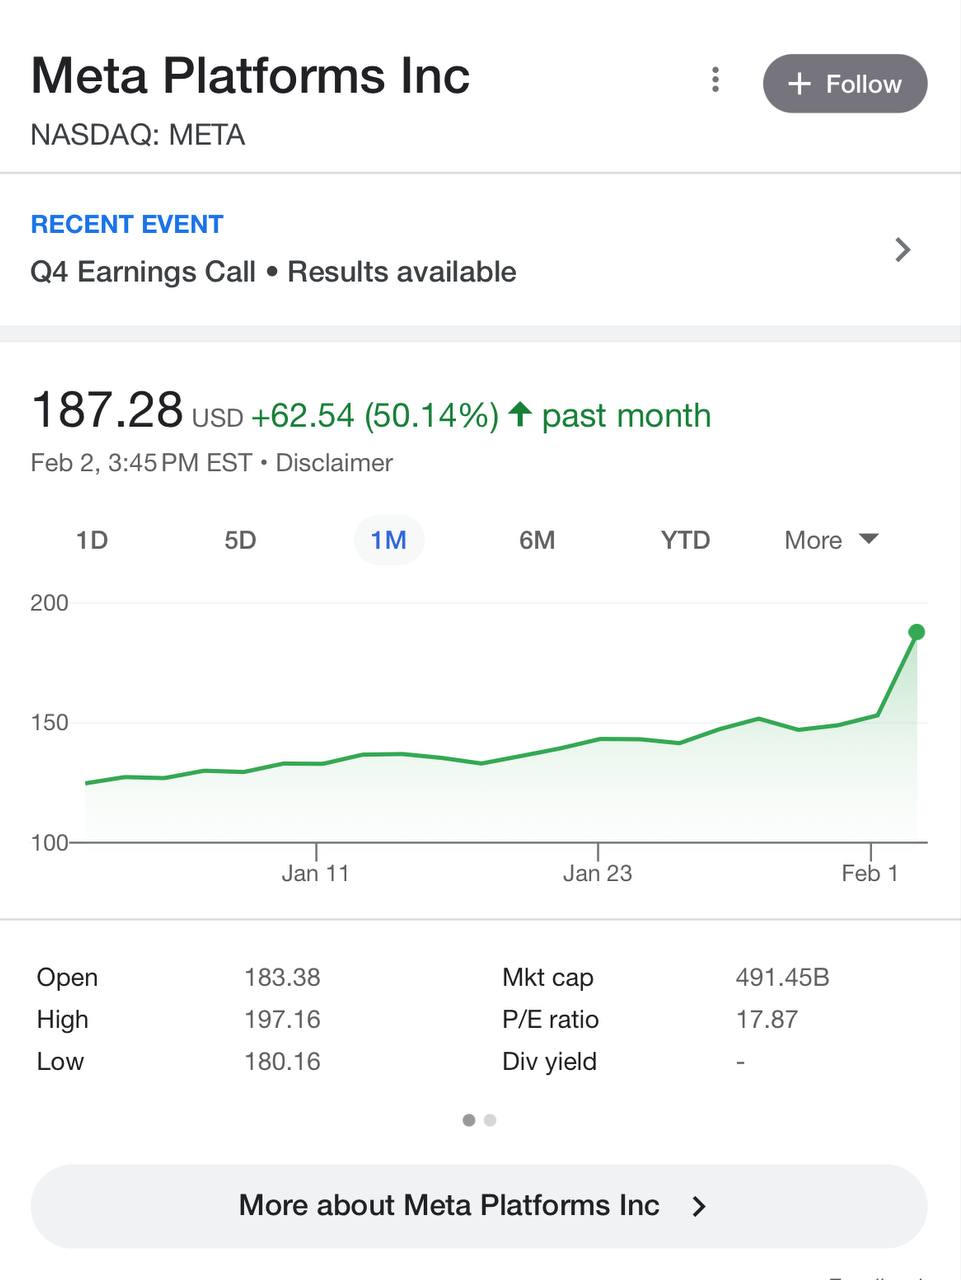 Meta Platforms Inc
+ Follow
NASDAQ: META
RECENT EVENT
Q4 Earnings Call • Results available
187.28 USD +62.54 (50.14%) ↑ past month
Feb 2, 3:45 PM EST • Disclaimer
1D 5D 1M 6M YTD More
200
150
100
Jan 11 Jan 23 Feb 1
Open 183.38 Mkt cap 491.45B
High 197.16 P/E ratio 17.87
Low 180.16 Div yield -
More about Meta Platforms Inc